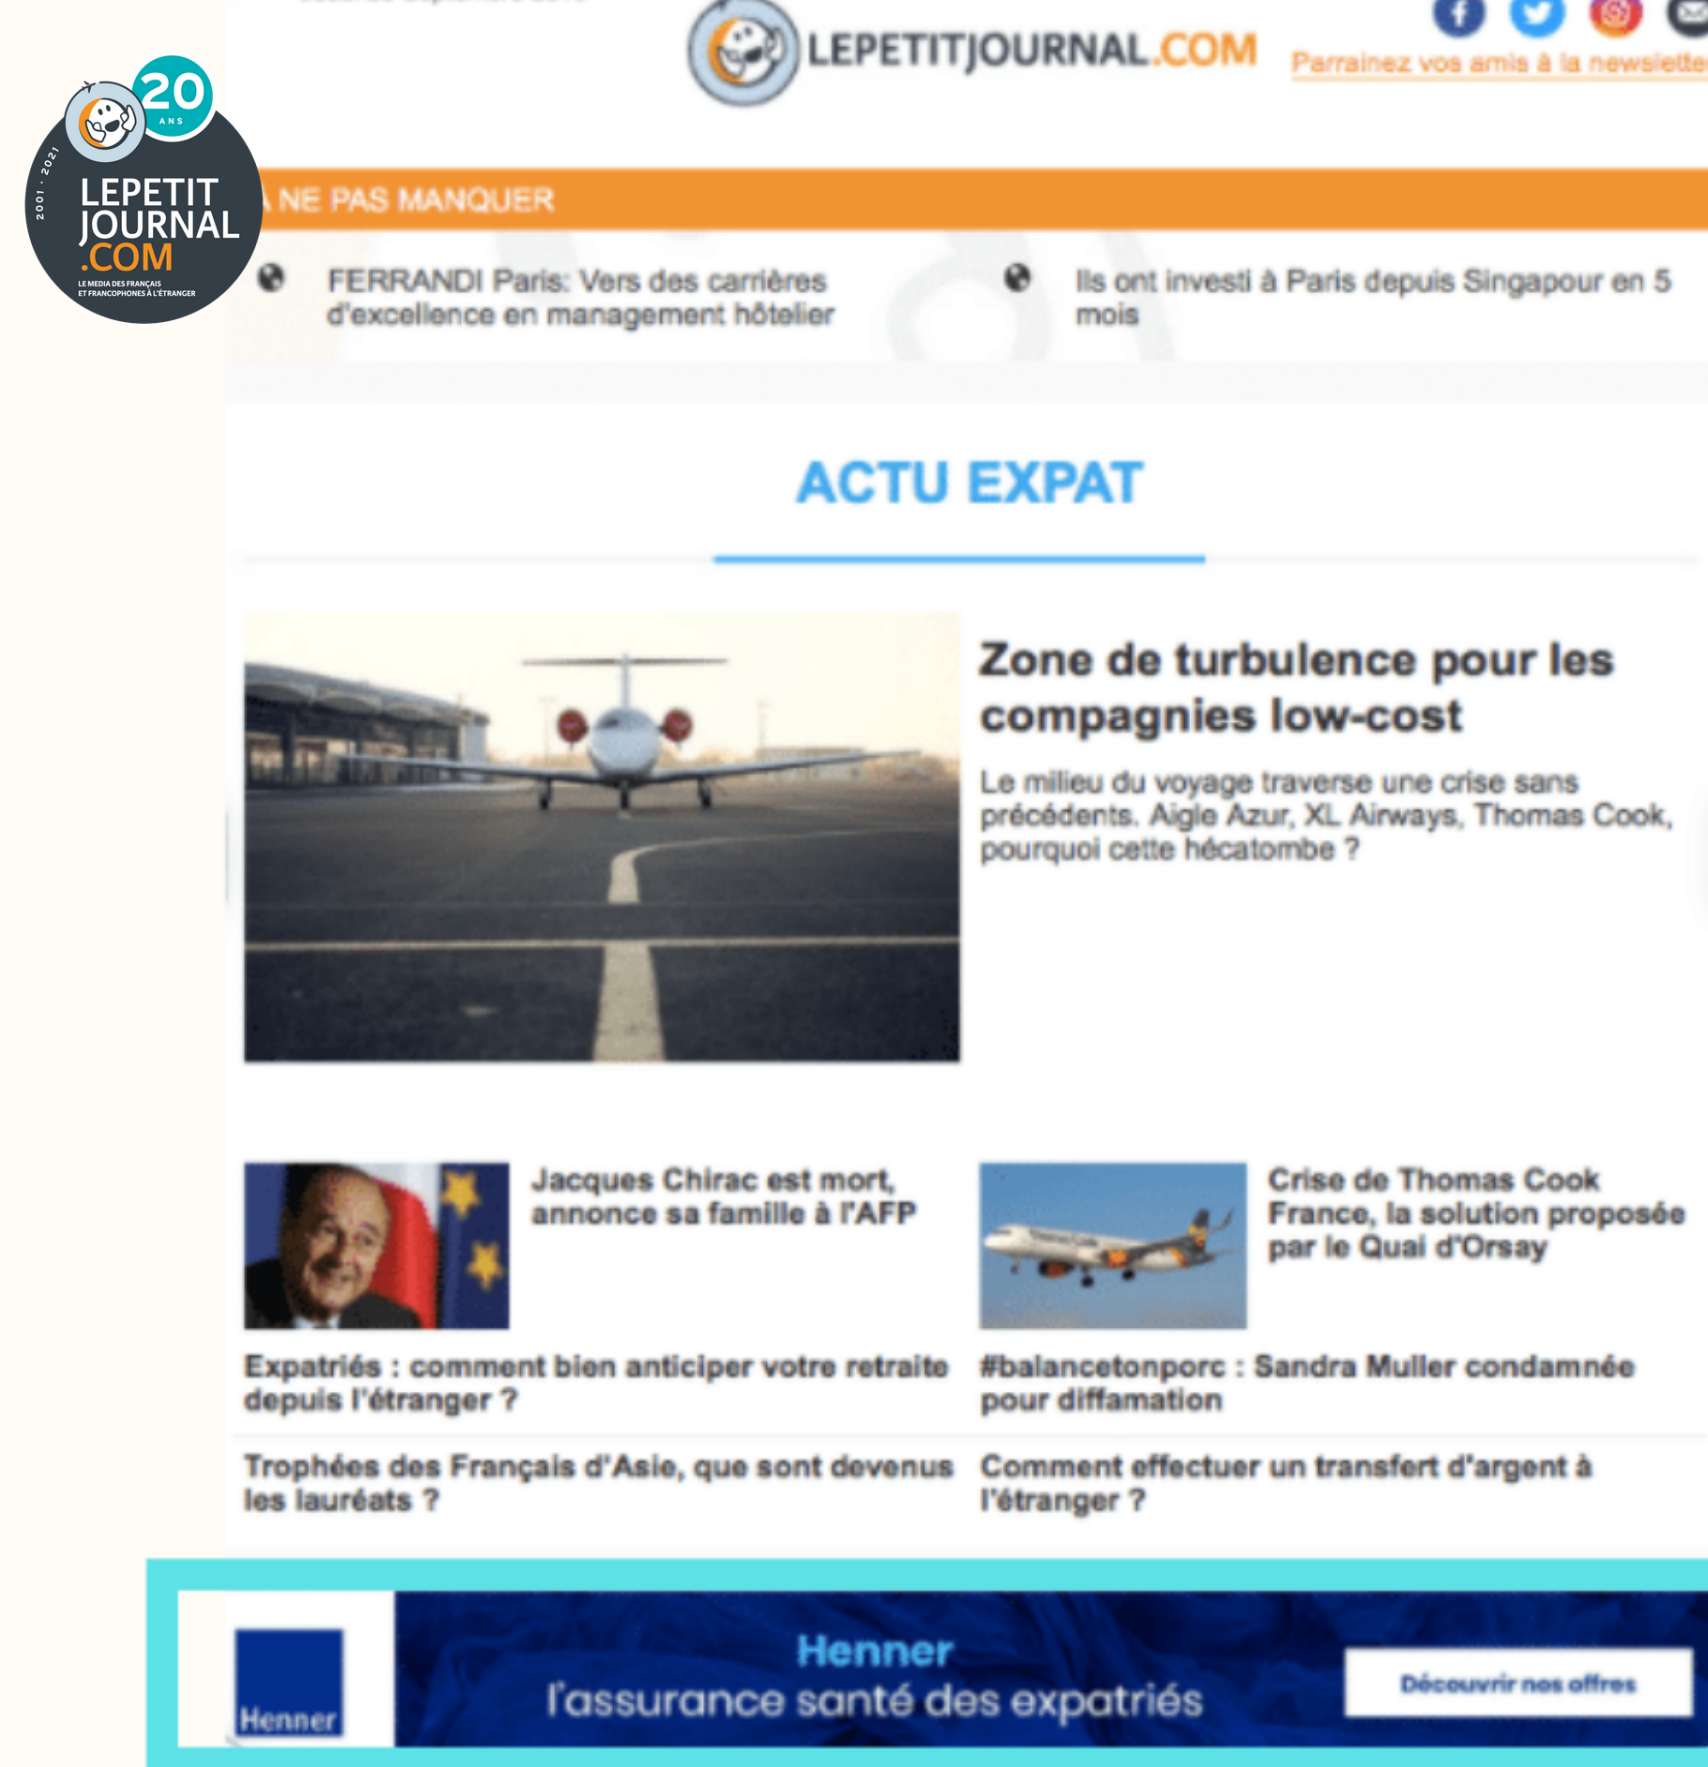 LEPETITJOURNAL.COM
Parrainez vos amis à la newslette
20
ANS
2001 · 2021
LEPETIT
JOURNAL
.COM
LE MEDIA DES FRANÇAIS
ET FRANCOPHONES À L'ÉTRANGER
NE PAS MANQUER
FERRANDI Paris: Vers des carrières
d'excellence en management hôtelier
Ils ont investi à Paris depuis Singapour en 5
mois
ACTU EXPAT
Zone de turbulence pour les
compagnies low-cost
Le milieu du voyage traverse une crise sans
précédents. Aigle Azur, XL Airways, Thomas Cook,
pourquoi cette hécatombe ?
Jacques Chirac est mort,
annonce sa famille à l'AFP
Crise de Thomas Cook
France, la solution proposée
par le Quai d'Orsay
Expatriés : comment bien anticiper votre retraite
depuis l'étranger ?
#balancetonporc : Sandra Muller condamnée
pour diffamation
Trophées des Français d'Asie, que sont devenus
les lauréats ?
Comment effectuer un transfert d'argent à
l'étranger ?
Henner
Henner
l'assurance santé des expatriés
Découvrir nos offres